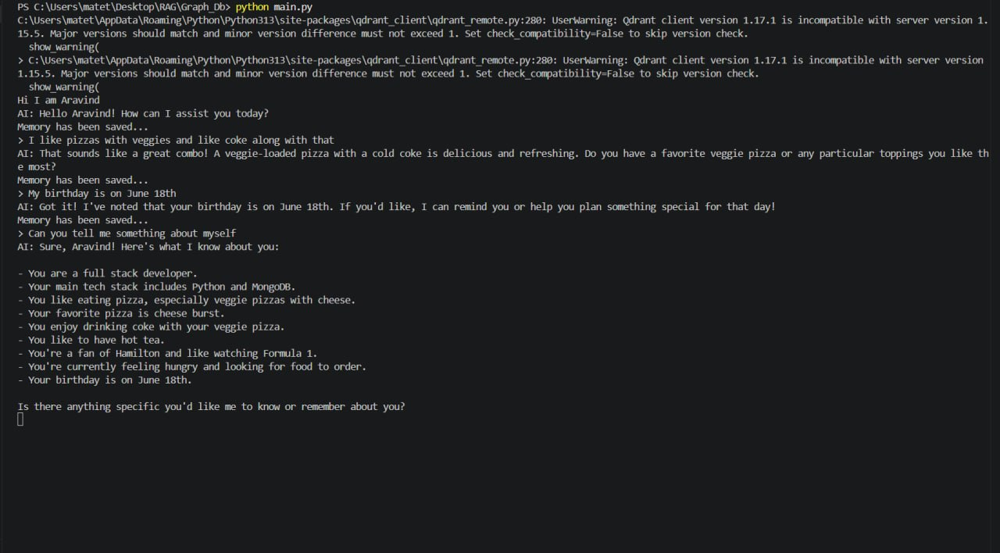 PS C:\Users\matet\Desktop\RAG\Graph_Db> python main.py
C:\Users\matet\AppData\Roaming\Python\Python313\site-packages\qdrant_client\qdrant_remote.py:280: UserWarning: Qdrant client version 1.17.1 is incompatible with server version 1.
15.5. Major versions should match and minor version difference must not exceed 1. Set check_compatibility=False to skip version check.
  show_warning(
> C:\Users\matet\AppData\Roaming\Python\Python313\site-packages\qdrant_client\qdrant_remote.py:280: UserWarning: Qdrant client version 1.17.1 is incompatible with server version
1.15.5. Major versions should match and minor version difference must not exceed 1. Set check_compatibility=False to skip version check.
  show_warning(
Hi I am Aravind
AI: Hello Aravind! How can I assist you today?
Memory has been saved...
> I like pizzas with veggies and like coke along with that
AI: That sounds like a great combo! A veggie-loaded pizza with a cold coke is delicious and refreshing. Do you have a favorite veggie pizza or any particular toppings you like th
e most?
Memory has been saved...
> My birthday is on June 18th
AI: Got it! I've noted that your birthday is on June 18th. If you'd like, I can remind you or help you plan something special for that day!
Memory has been saved...
> Can you tell me something about myself
AI: Sure, Aravind! Here's what I know about you:

- You are a full stack developer.
- Your main tech stack includes Python and MongoDB.
- You like eating pizza, especially veggie pizzas with cheese.
- Your favorite pizza is cheese burst.
- You enjoy drinking coke with your veggie pizza.
- You like to have hot tea.
- You're a fan of Hamilton and like watching Formula 1.
- You're currently feeling hungry and looking for food to order.
- Your birthday is on June 18th.

Is there anything specific you'd like me to know or remember about you?